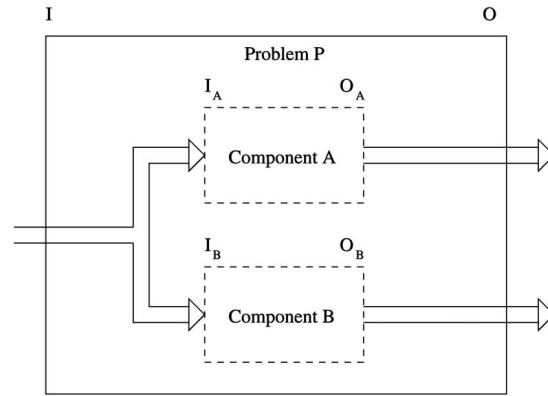 I O
Problem P
I_A O_A
Component A
I_B O_B
Component B